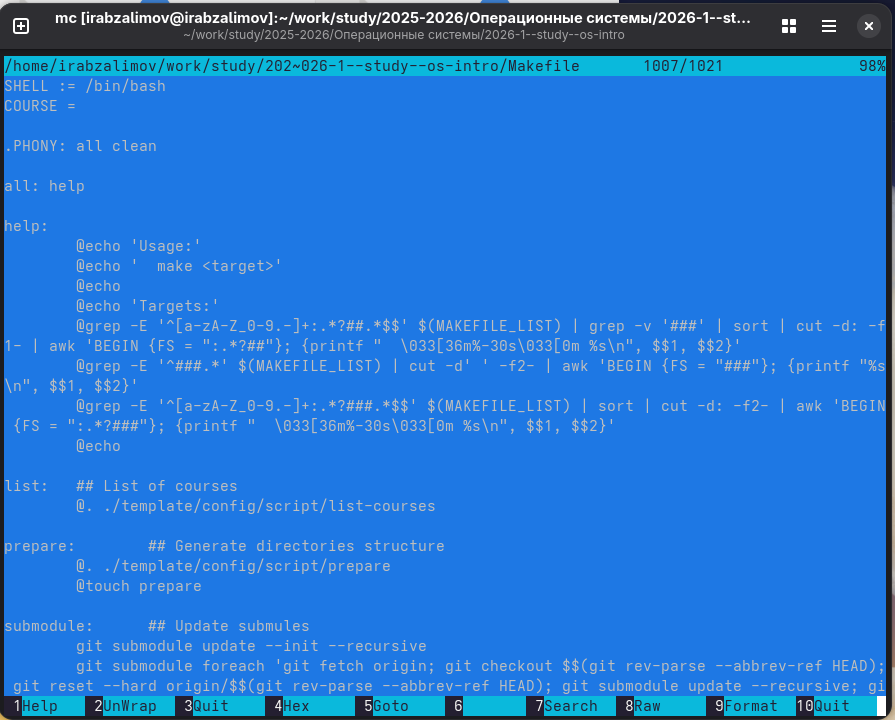 mc [irabzalimov@irabzalimov]:~/work/study/2025-2026/Операционные системы/2026-1--st...
~/work/study/2025-2026/Операционные системы/2026-1--study--os-intro
/home/irabzalimov/work/study/202~026-1--study--os-intro/Makefile 1007/1021 98%
SHELL := /bin/bash
COURSE =
.PHONY: all clean
all: help
help:
@echo 'Usage:'
@echo '  make <target>'
@echo
@echo 'Targets:'
@grep -E '^[a-zA-Z_0-9.-]+:.*?##.*$$' $(MAKEFILE_LIST) | grep -v '###' | sort | cut -d: -f
1- | awk 'BEGIN {FS = ":.*?##"}; {printf "  \033[36m%-30s\033[0m %s\n", $$1, $$2}'
@grep -E '^###.*' $(MAKEFILE_LIST) | cut -d' ' -f2- | awk 'BEGIN {FS = "###"}; {printf "%s
\n", $$1, $$2}'
@grep -E '^[a-zA-Z_0-9.-]+:.*?###.*$$' $(MAKEFILE_LIST) | sort | cut -d: -f2- | awk 'BEGIN
{FS = ":.*?###"}; {printf "  \033[36m%-30s\033[0m %s\n", $$1, $$2}'
@echo
list:	## List of courses
@. ./template/config/script/list-courses
prepare:	## Generate directories structure
@. ./template/config/script/prepare
@touch prepare
submodule:	## Update submules
git submodule update --init --recursive
git submodule foreach 'git fetch origin; git checkout $$(git rev-parse --abbrev-ref HEAD);
git reset --hard origin/$$(git rev-parse --abbrev-ref HEAD); git submodule update --recursive; gi
1Help 2UnWrap 3Quit 4Hex 5Goto 6 7Search 8Raw 9Format 10Quit